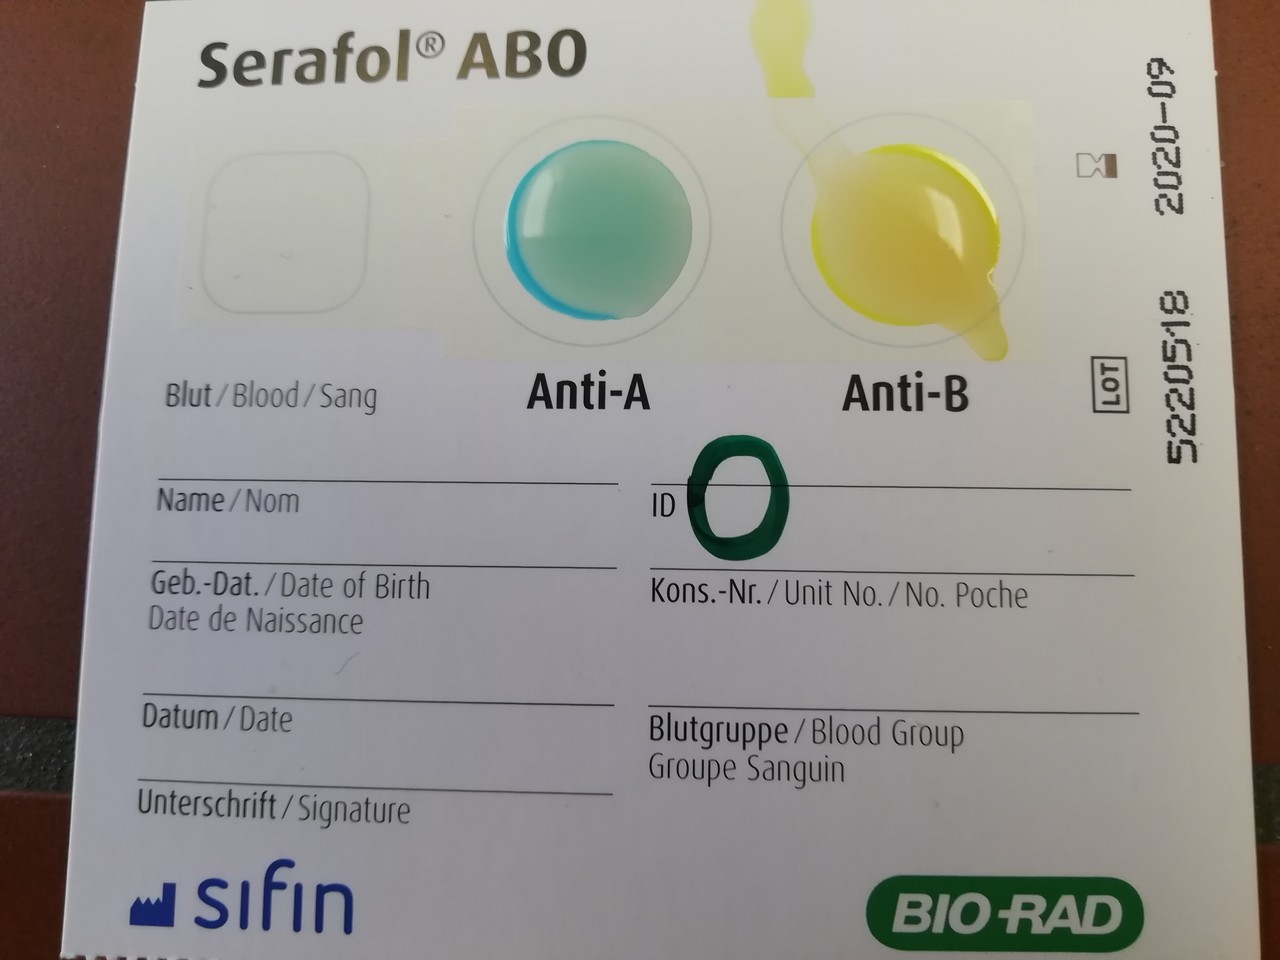 Serafol® ABO
2020-09
Blut / Blood / Sang
Anti-A
Anti-B
LOT
5220518
Name / Nom
ID
O
Geb.-Dat. / Date of Birth
Date de Naissance
Kons.-Nr. / Unit No. / No. Poche
Datum / Date
Blutgruppe / Blood Group
Groupe Sanguin
Unterschrift / Signature
sifin
BIO-RAD